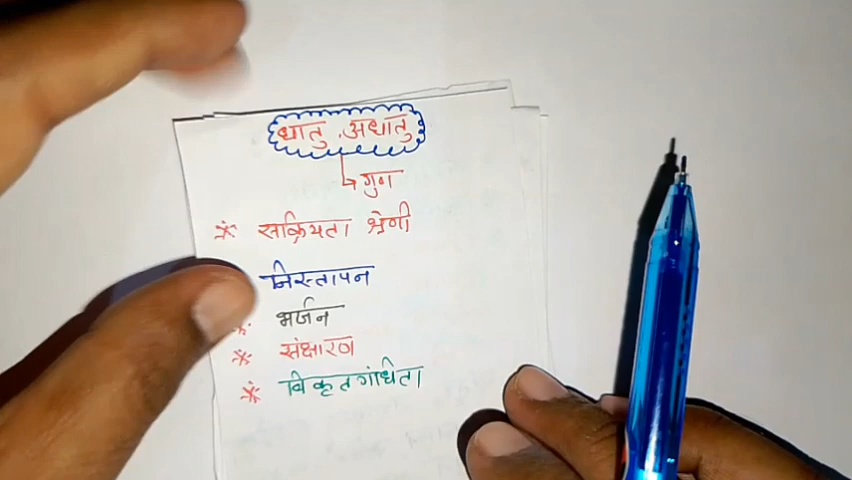 धातु, अधातु
गुण
* सक्रियता श्रेणी
निस्तापन
* भर्जन
* संक्षारण
* विकृतगंधिता